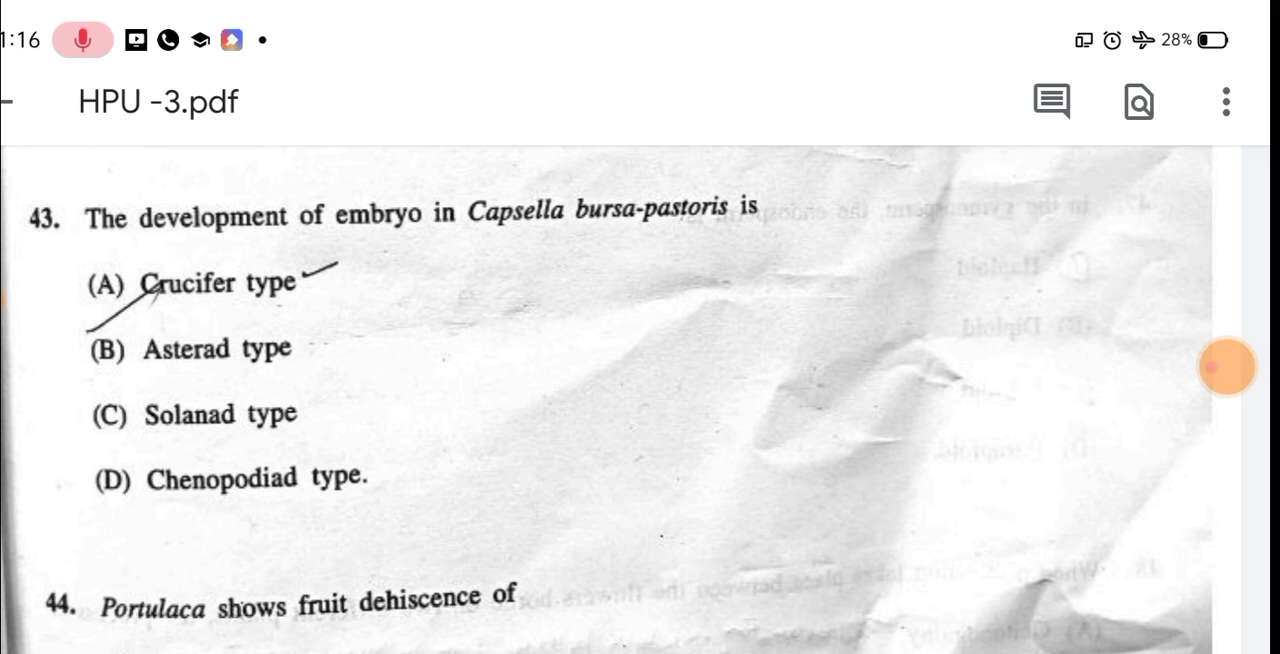 1:16
28%
HPU -3.pdf
43. The development of embryo in Capsella bursa-pastoris is
(A) Crucifer type
(B) Asterad type
(C) Solanad type
(D) Chenopodiad type.
44. Portulaca shows fruit dehiscence of